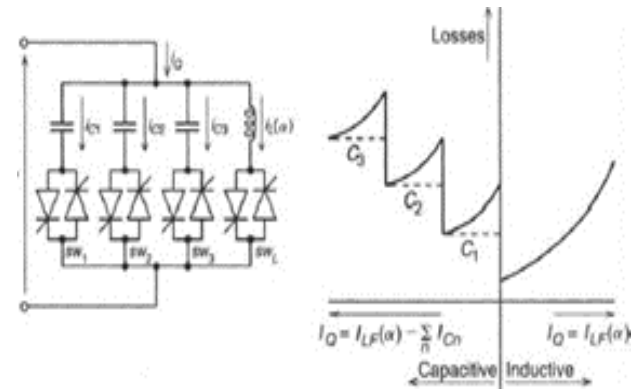 i_Q
i_C1 i_C2 i_C3 i_L(α)
sw_1 sw_2 sw_3 sw_L
Losses
C_3
C_2
C_1
I_Q = I_LF(α) − Σ_n I_Cn
I_Q = I_LF(α)
Capacitive Inductive